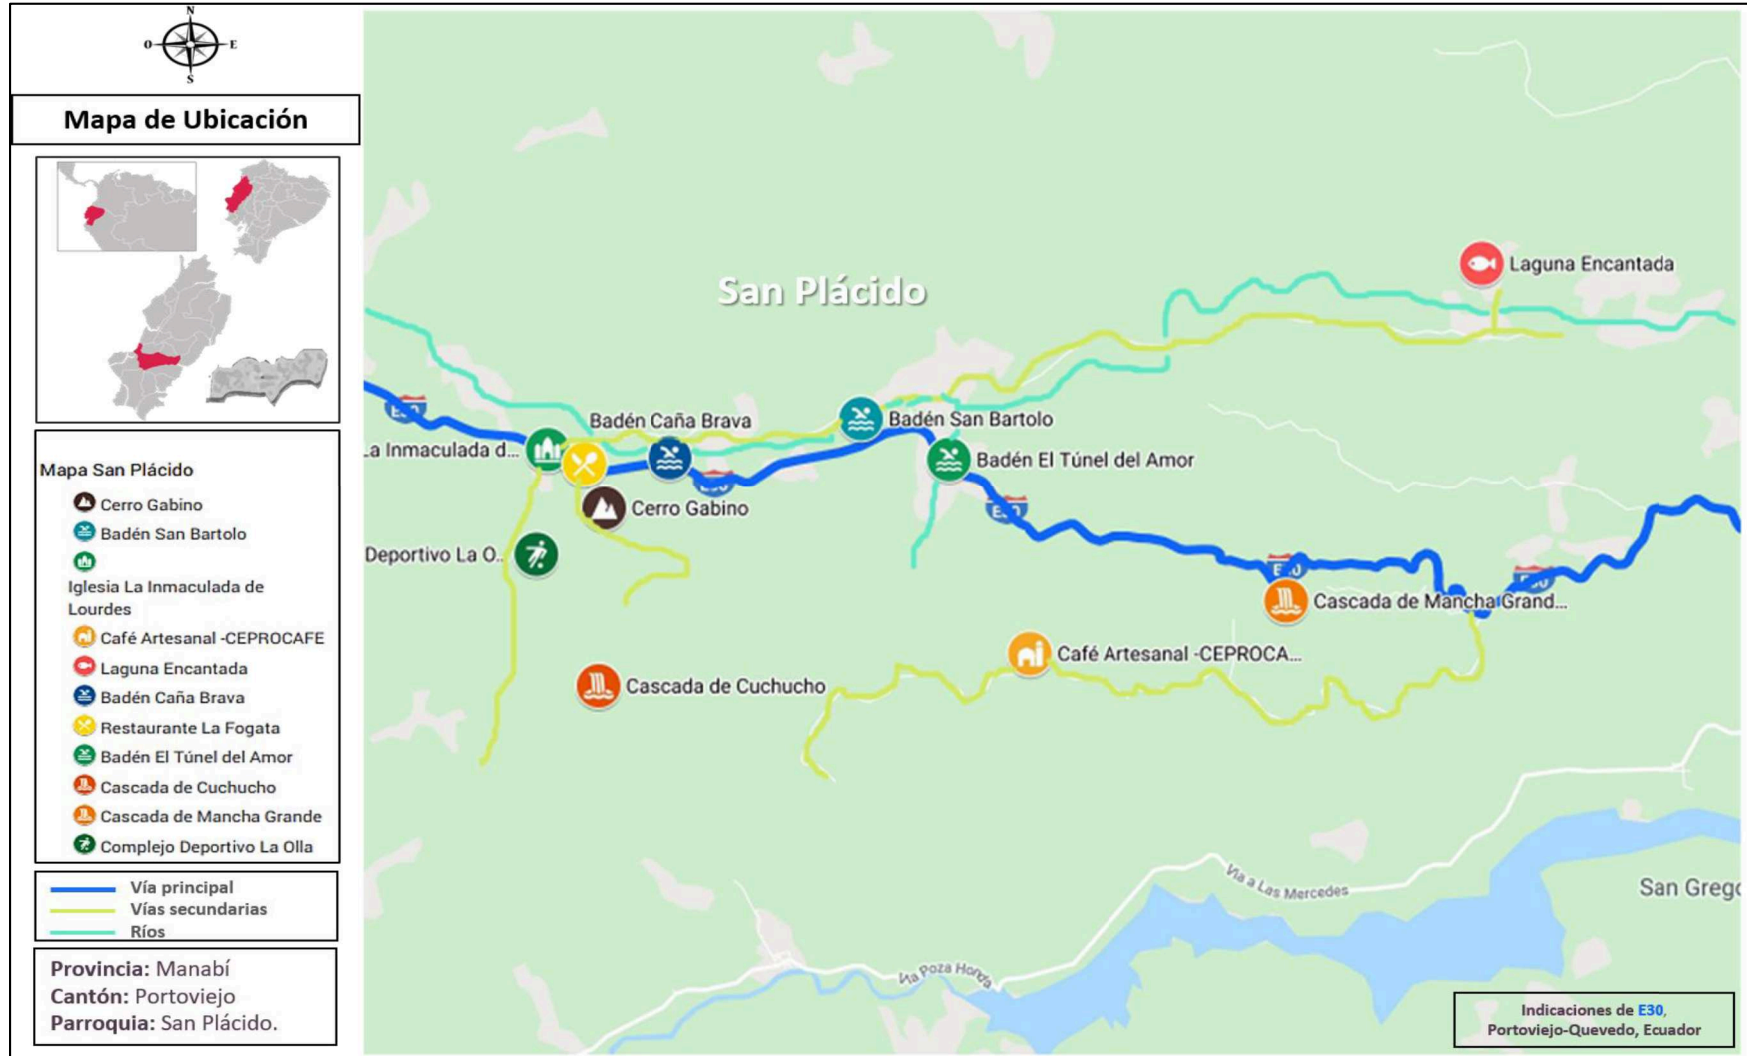 N
O
E
S
Mapa de Ubicación
Mapa San Plácido
Cerro Gabino
Badén San Bartolo
Iglesia La Inmaculada de
Lourdes
Café Artesanal -CEPROCAFE
Laguna Encantada
Badén Caña Brava
Restaurante La Fogata
Badén El Túnel del Amor
Cascada de Cuchucho
Cascada de Mancha Grande
Complejo Deportivo La Olla
Vía principal
Vías secundarias
Ríos
Provincia: Manabí
Cantón: Portoviejo
Parroquia: San Plácido.
San Plácido
Laguna Encantada
E30
Badén Caña Brava
Badén San Bartolo
La Inmaculada d...
Badén El Túnel del Amor
E30
Cerro Gabino
E30
Deportivo La O...
E30
E30
Cascada de Mancha Grand...
Café Artesanal -CEPROCA...
Cascada de Cuchucho
Vía a Las Mercedes
San Grego
Vía Poza Honda
Indicaciones de E30,
Portoviejo-Quevedo, Ecuador